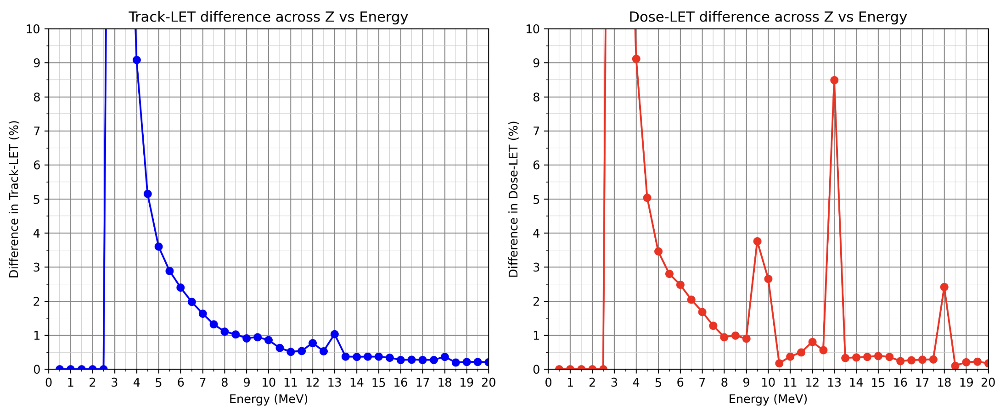 Track-LET difference across Z vs Energy
Difference in Track-LET (%)
10
9
8
7
6
5
4
3
2
1
0
0 1 2 3 4 5 6 7 8 9 10 11 12 13 14 15 16 17 18 19 20
Energy (MeV)
Dose-LET difference across Z vs Energy
Difference in Dose-LET (%)
10
9
8
7
6
5
4
3
2
1
0
0 1 2 3 4 5 6 7 8 9 10 11 12 13 14 15 16 17 18 19 20
Energy (MeV)